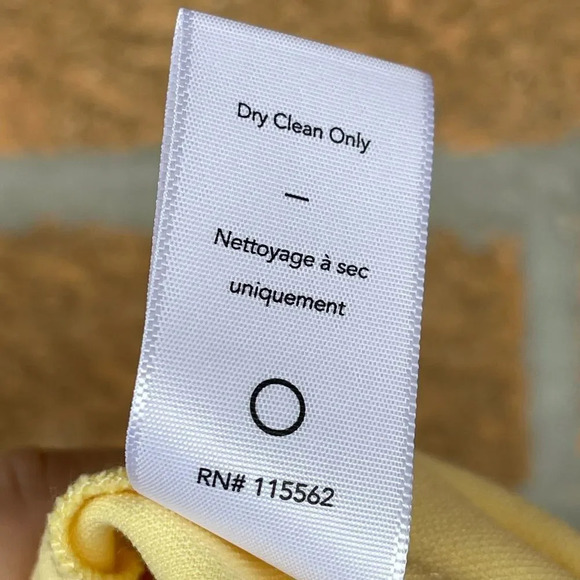 Dry Clean Only
—
Nettoyage à sec
uniquement
RN# 115562